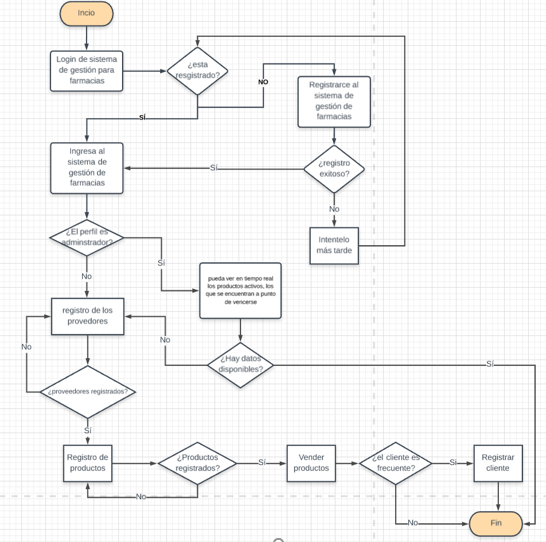 Incio
Login de sistema
de gestión para
farmacias
¿esta
resgistrado?
NO
Registrarce al
sistema de
gestión de
farmacias
SÍ
Ingresa al
sistema de
gestión de
farmacias
Sí
¿registro
exitoso?
No
Intentelo
más tarde
¿El perfil es
adminstrador?
Sí
No
pueda ver en tiempo real
los productos activos, los
que se encuentran a punto
de vencerse
registro de los
provedores
No
No
¿Hay datos
disponibles?
Sí
¿proveedores registrados?
Sí
Registro de
productos
¿Productos
registrados?
Sí
Vender
productos
¿el cliente es
frecuente?
Si
Registrar
cliente
No
No
Fin